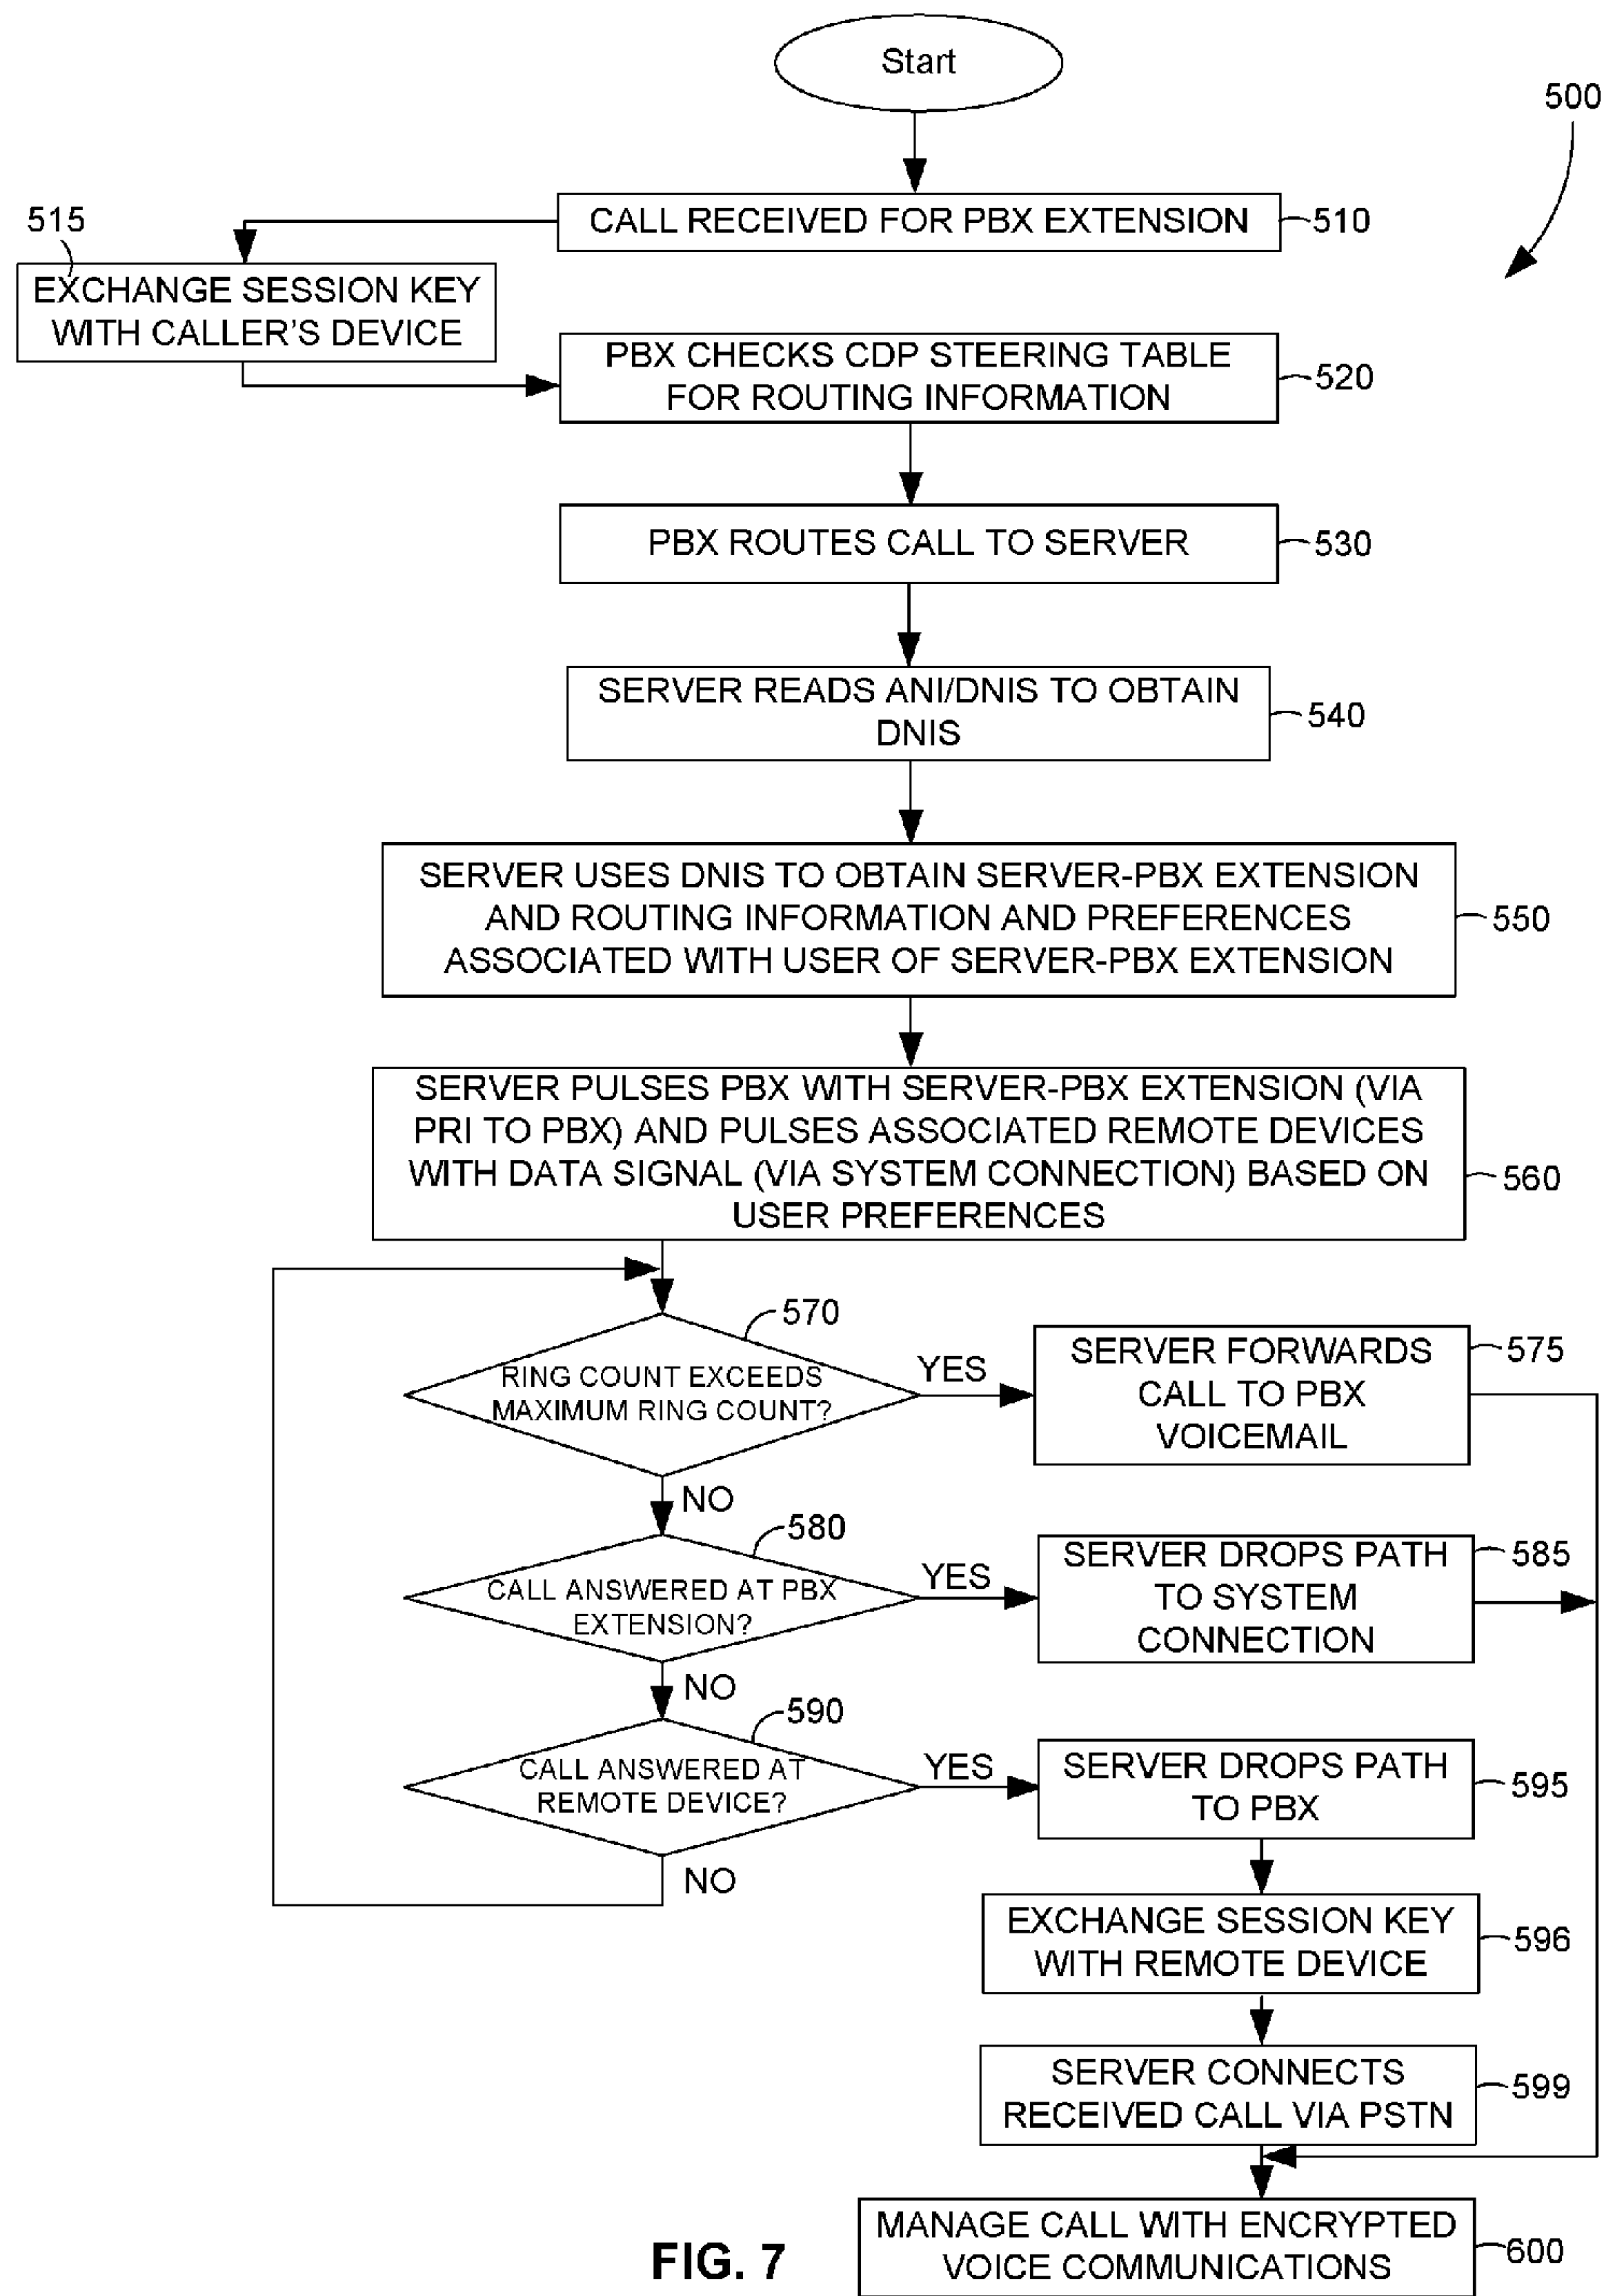 Start
500
CALL RECEIVED FOR PBX EXTENSION
510
515
EXCHANGE SESSION KEY
WITH CALLER'S DEVICE
PBX CHECKS CDP STEERING TABLE
FOR ROUTING INFORMATION
520
PBX ROUTES CALL TO SERVER
530
SERVER READS ANI/DNIS TO OBTAIN
DNIS
540
SERVER USES DNIS TO OBTAIN SERVER-PBX EXTENSION
AND ROUTING INFORMATION AND PREFERENCES
ASSOCIATED WITH USER OF SERVER-PBX EXTENSION
550
SERVER PULSES PBX WITH SERVER-PBX EXTENSION (VIA
PRI TO PBX) AND PULSES ASSOCIATED REMOTE DEVICES
WITH DATA SIGNAL (VIA SYSTEM CONNECTION) BASED ON
USER PREFERENCES
560
570
RING COUNT EXCEEDS
MAXIMUM RING COUNT?
YES
SERVER FORWARDS
CALL TO PBX
VOICEMAIL
575
NO
580
CALL ANSWERED AT PBX
EXTENSION?
YES
SERVER DROPS PATH
TO SYSTEM
CONNECTION
585
NO
590
CALL ANSWERED AT
REMOTE DEVICE?
YES
SERVER DROPS PATH
TO PBX
595
NO
EXCHANGE SESSION KEY
WITH REMOTE DEVICE
596
SERVER CONNECTS
RECEIVED CALL VIA PSTN
599
MANAGE CALL WITH ENCRYPTED
VOICE COMMUNICATIONS
600
FIG. 7